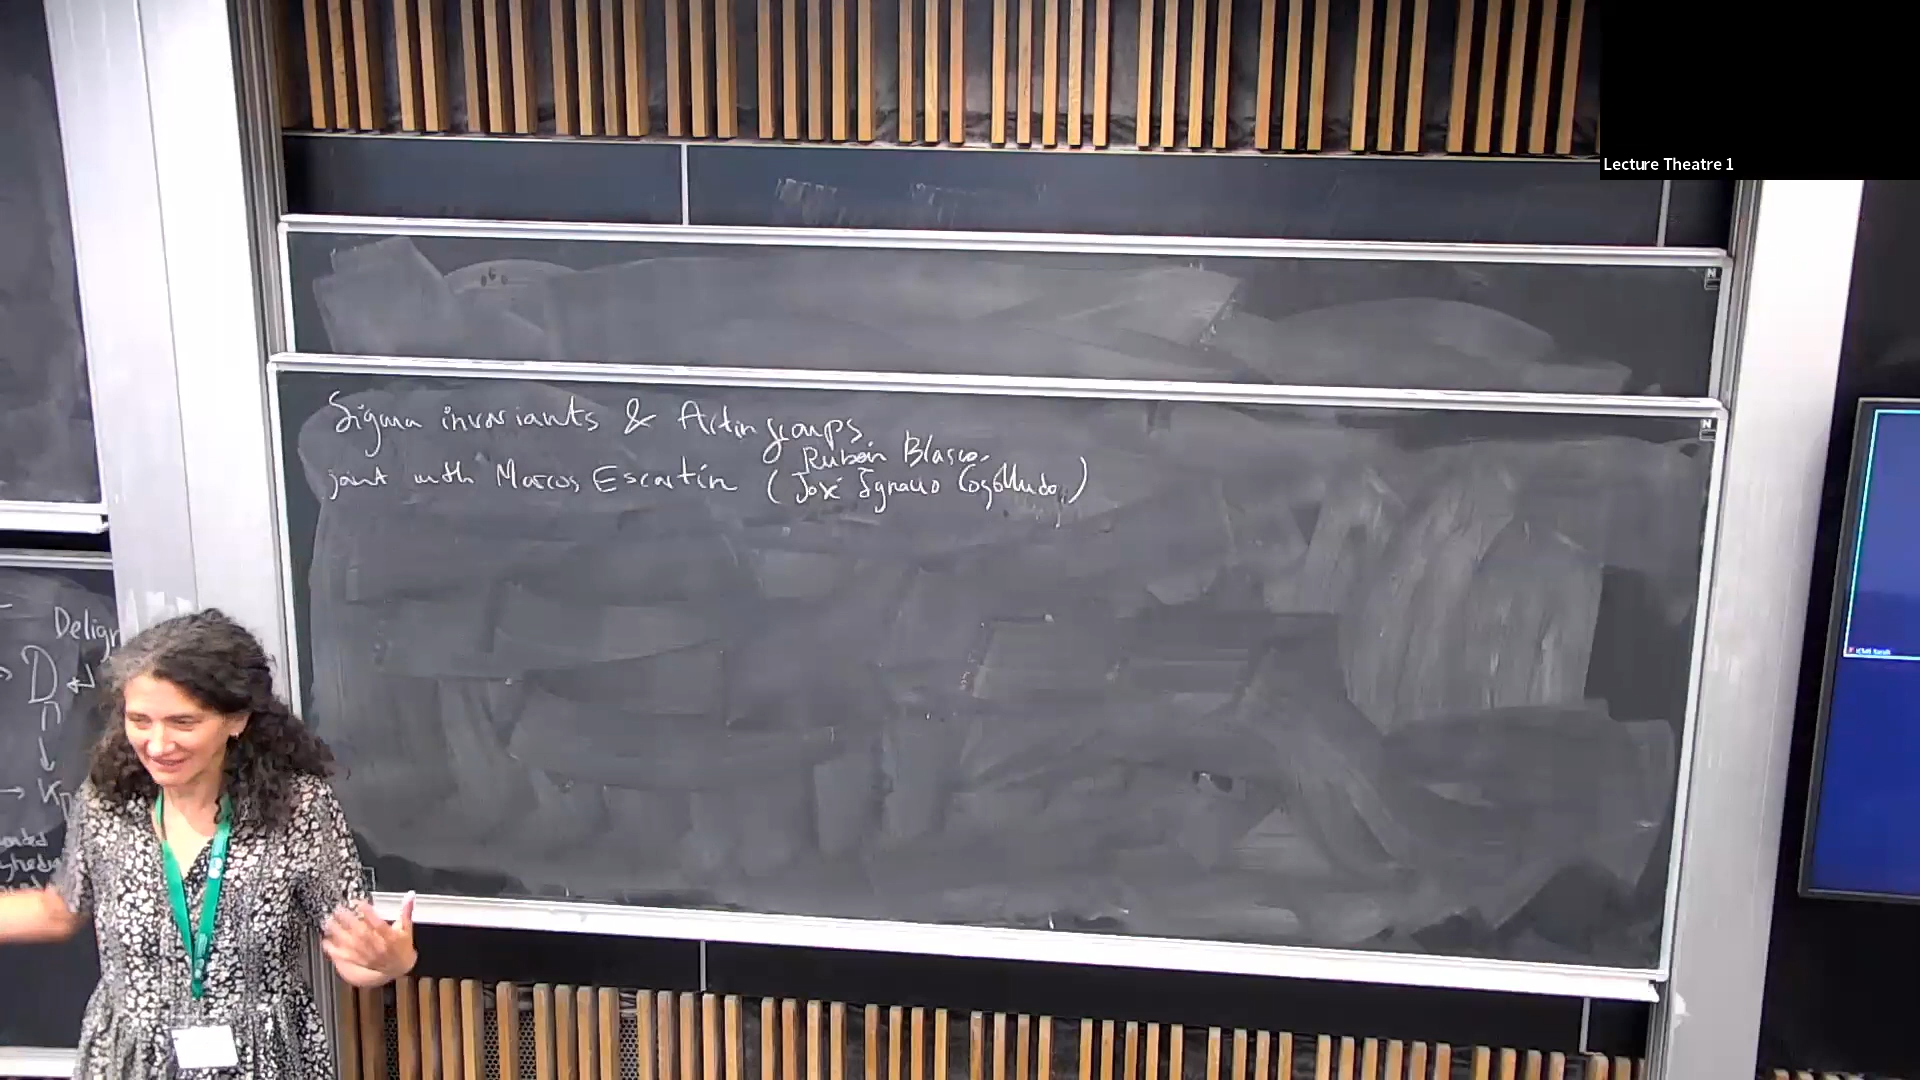 Lecture Theatre 1
Sigma invariants & Artin groups.
Rubén Blasco,
joint with Marcos Escartín (José Ignacio Cogolludo,)
Delign
D
K